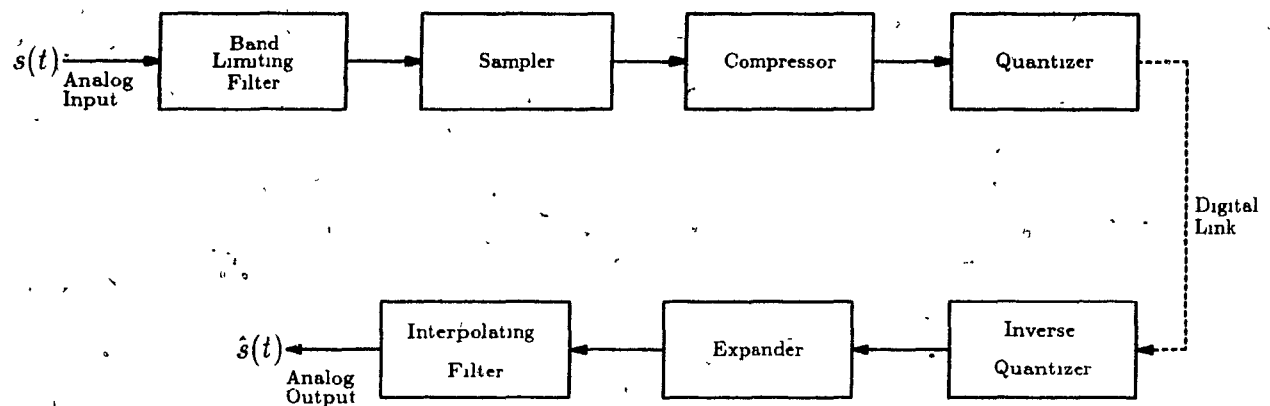 s(t)
Analog
Input
Band
Limiting
Filter
Sampler
Compressor
Quantizer
Digital
Link
Inverse
Quantizer
Expander
Interpolating
Filter
ŝ(t)
Analog
Output